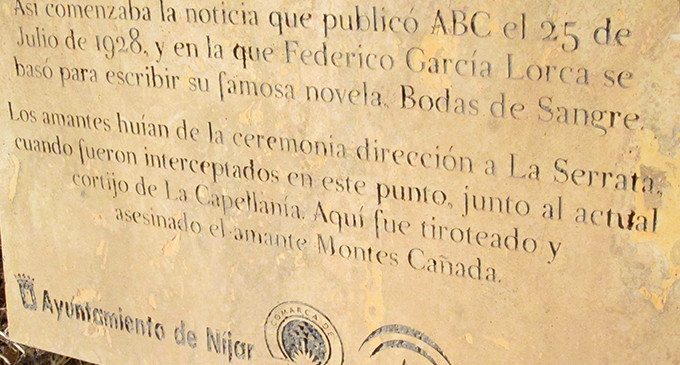 Así comenzaba la noticia que publicó ABC el 25 de
Julio de 1928, y en la que Federico García Lorca se
basó para escribir su famosa novela, Bodas de Sangre.
Los amantes huían de la ceremonia dirección a La Serrata,
cuando fueron interceptados en este punto, junto al actual
cortijo de La Capellanía. Aquí fue tiroteado y
asesinado el amante Montes Cañada.
Ayuntamiento de Níjar
COMARCA DE